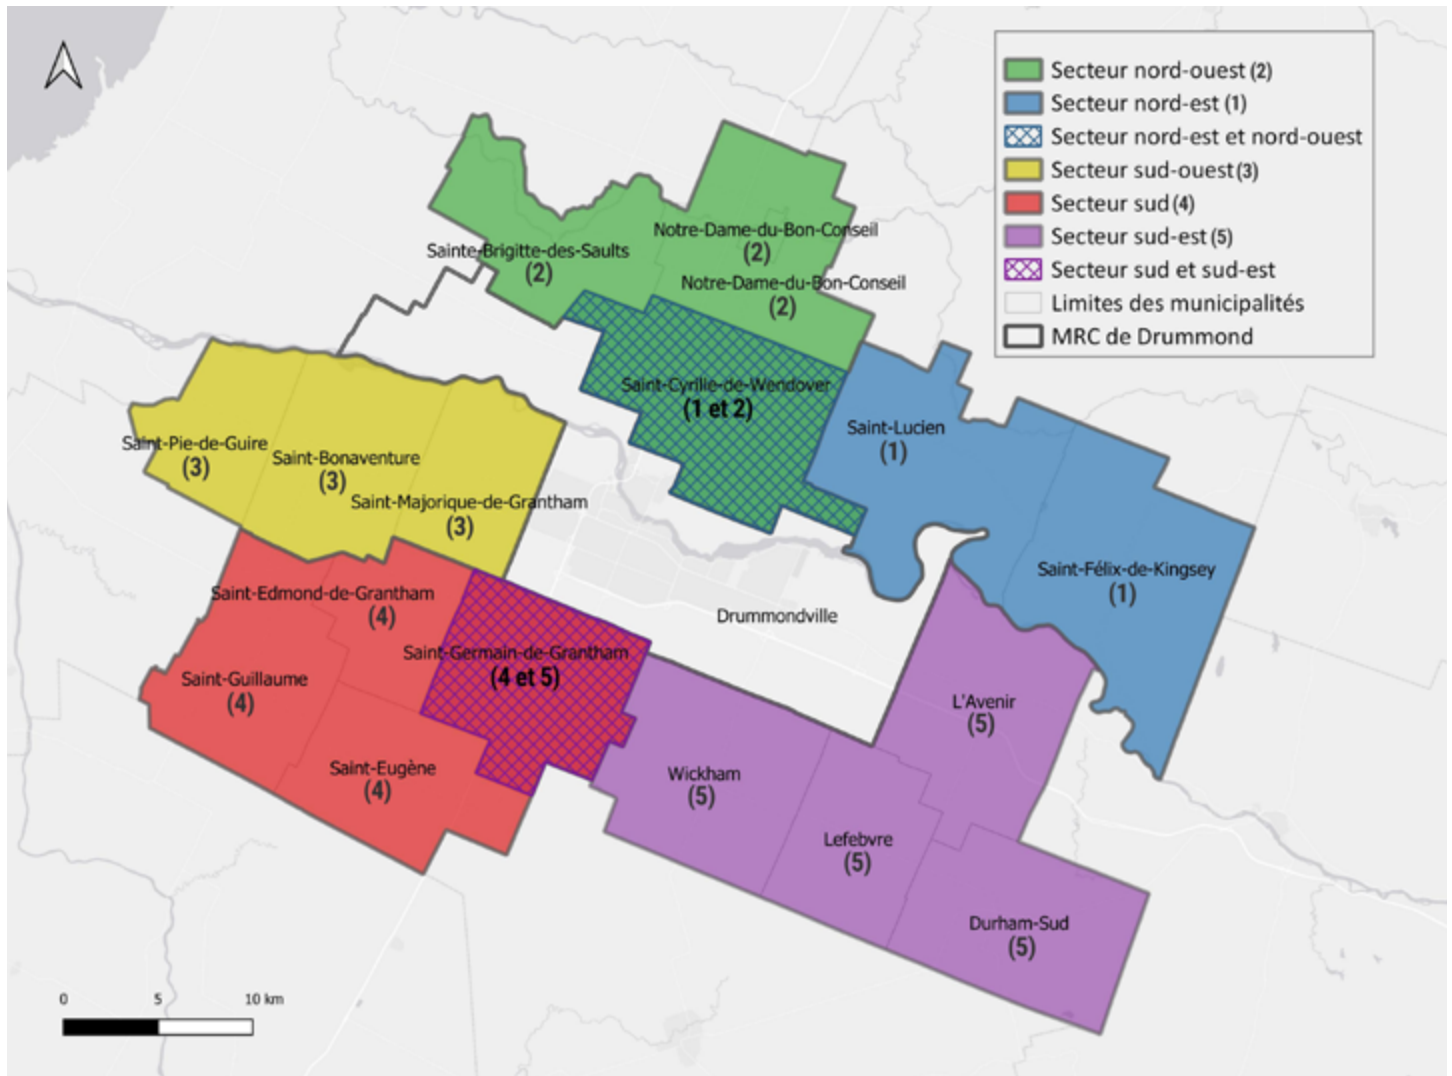 Secteur nord-ouest (2)
Secteur nord-est (1)
Secteur nord-est et nord-ouest
Secteur sud-ouest (3)
Secteur sud (4)
Secteur sud-est (5)
Secteur sud et sud-est
Limites des municipalités
MRC de Drummond
Notre-Dame-du-Bon-Conseil
(2)
Sainte-Brigitte-des-Saults
(2)
Notre-Dame-du-Bon-Conseil
(2)
Saint-Cyrille-de-Wendover
(1 et 2)
Saint-Lucien
(1)
Saint-Pie-de-Guire
(3)
Saint-Bonaventure
(3)
Saint-Majorique-de-Grantham
(3)
Saint-Félix-de-Kingsey
(1)
Saint-Edmond-de-Grantham
(4)
Drummondville
Saint-Germain-de-Grantham
(4 et 5)
Saint-Guillaume
(4)
L'Avenir
(5)
Saint-Eugène
(4)
Wickham
(5)
Lefebvre
(5)
Durham-Sud
(5)
0 5 10 km